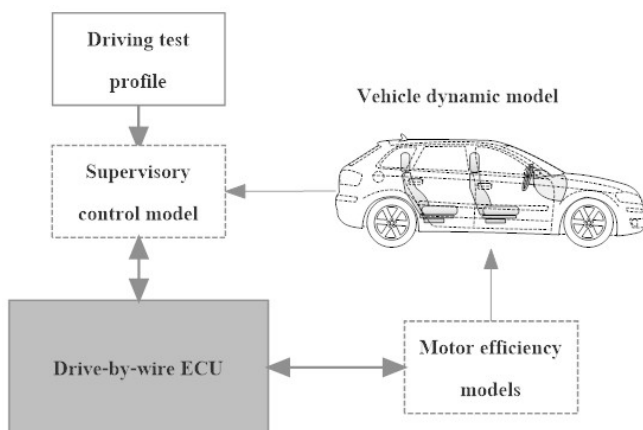 Driving test
profile
Vehicle dynamic model
Supervisory
control model
Drive-by-wire ECU
Motor efficiency
models